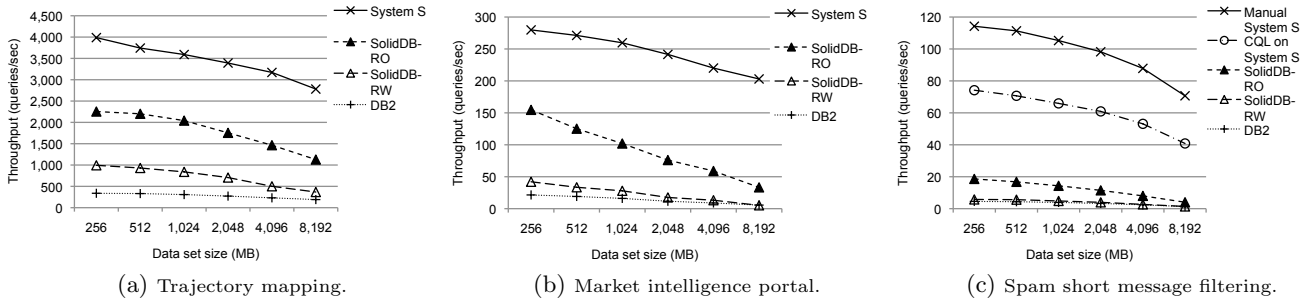 Throughput (queries/sec)
4,500
4,000
3,500
3,000
2,500
2,000
1,500
1,000
500
0
256 512 1,024 2,048 4,096 8,192
Data set size (MB)
System S
SolidDB-
RO
SolidDB-
RW
DB2
(a) Trajectory mapping.
Throughput (queries/sec)
300
250
200
150
100
50
0
256 512 1,024 2,048 4,096 8,192
Data set size (MB)
System S
SolidDB-
RO
SolidDB-
RW
DB2
(b) Market intelligence portal.
Throughput (queries/sec)
120
100
80
60
40
20
0
256 512 1,024 2,048 4,096 8,192
Data set size (MB)
Manual
System S
CQL on
System S
SolidDB-
RO
SolidDB-
RW
DB2
(c) Spam short message filtering.